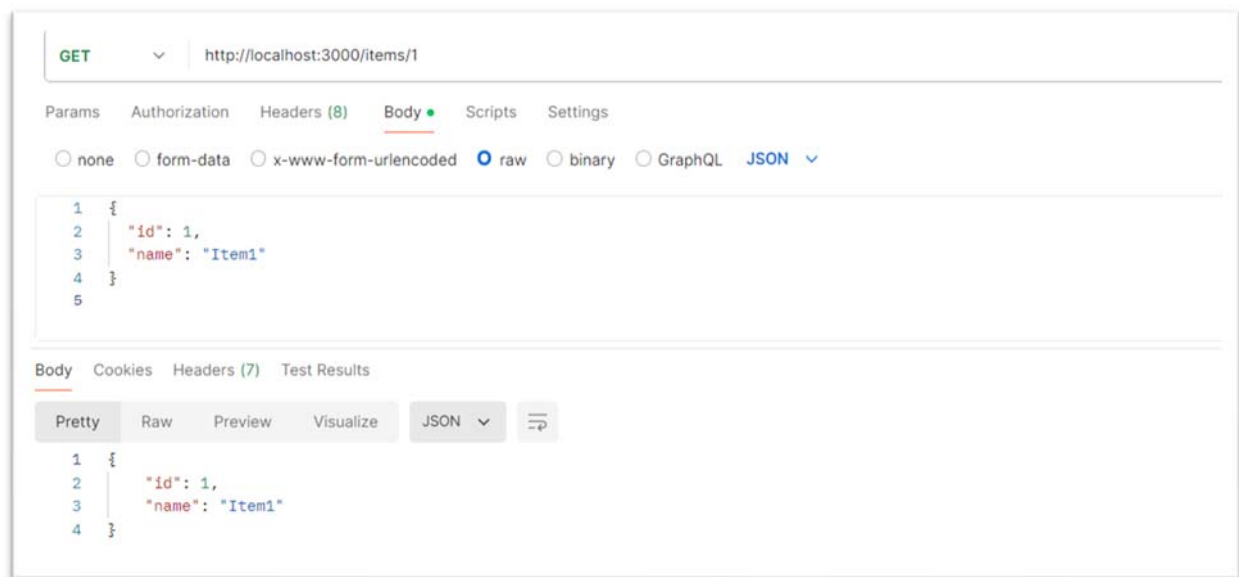 GET http://localhost:3000/items/1
Params Authorization Headers (8) Body Scripts Settings
none form-data x-www-form-urlencoded raw binary GraphQL JSON
1 {
2 "id": 1,
3 "name": "Item1"
4 }
5
Body Cookies Headers (7) Test Results
Pretty Raw Preview Visualize JSON
1 {
2 "id": 1,
3 "name": "Item1"
4 }